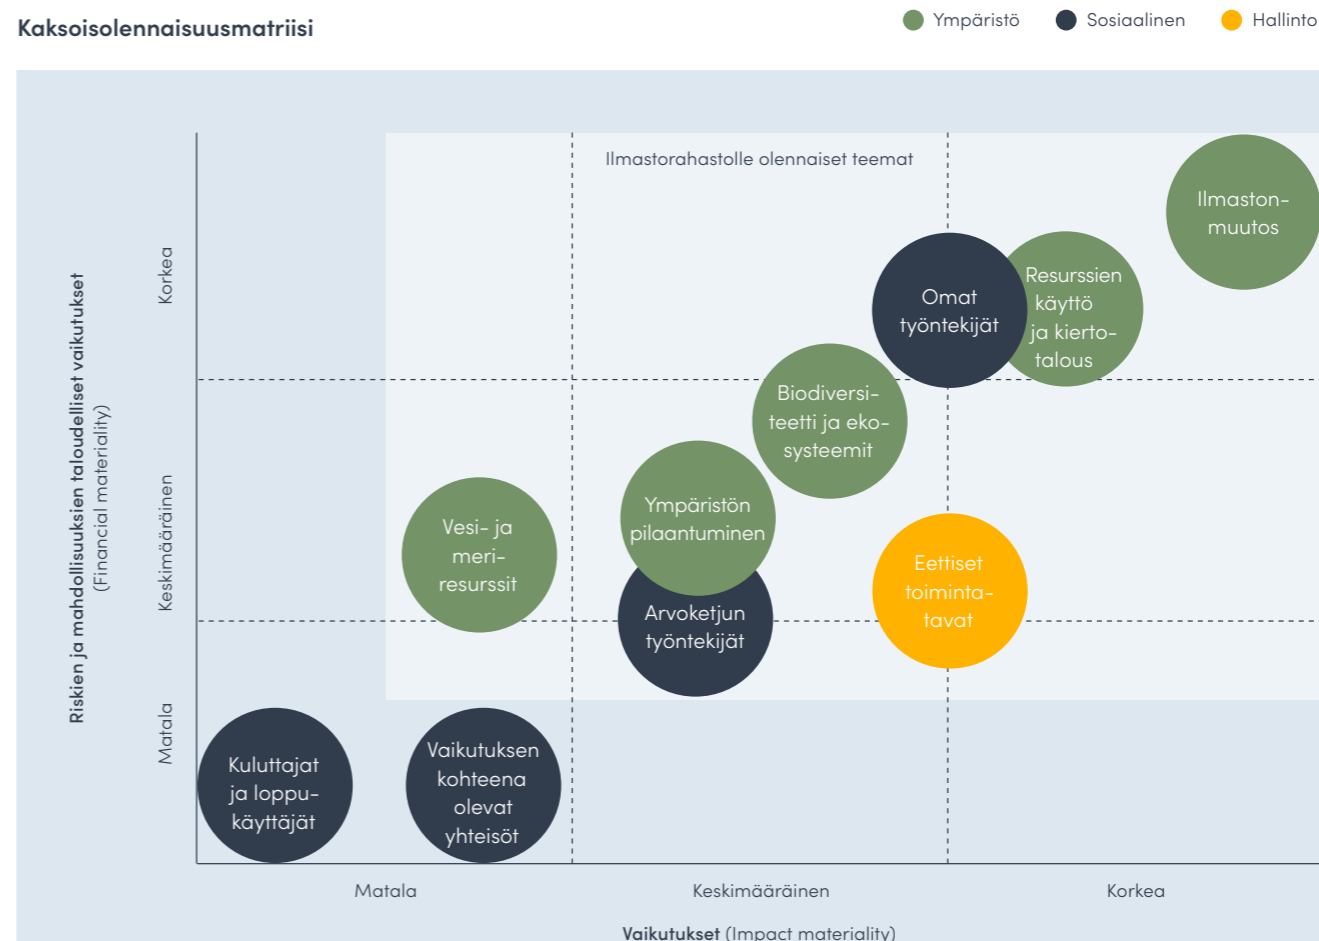 Kaksoisolennaisuusmatriisi
Ympäristö
Sosiaalinen
Hallinto
Ilmastorahastolle olennaiset teemat
Riskien ja mahdollisuuksien taloudelliset vaikutukset
(Financial materiality)
Korkea
Keskimääräinen
Matala
Ilmaston-
muutos
Omat
työntekijät
Resurssien
käyttö
ja kierto-
talous
Biodiversi-
teetti ja eko-
systeemit
Ympäristön
pilaantuminen
Vesi- ja
meri-
resurssit
Eettiset
toiminta-
tavat
Arvoketjun
työntekijät
Kuluttajat
ja loppu-
käyttäjät
Vaikutuksen
kohteena
olevat
yhteisöt
Matala
Keskimääräinen
Korkea
Vaikutukset (Impact materiality)